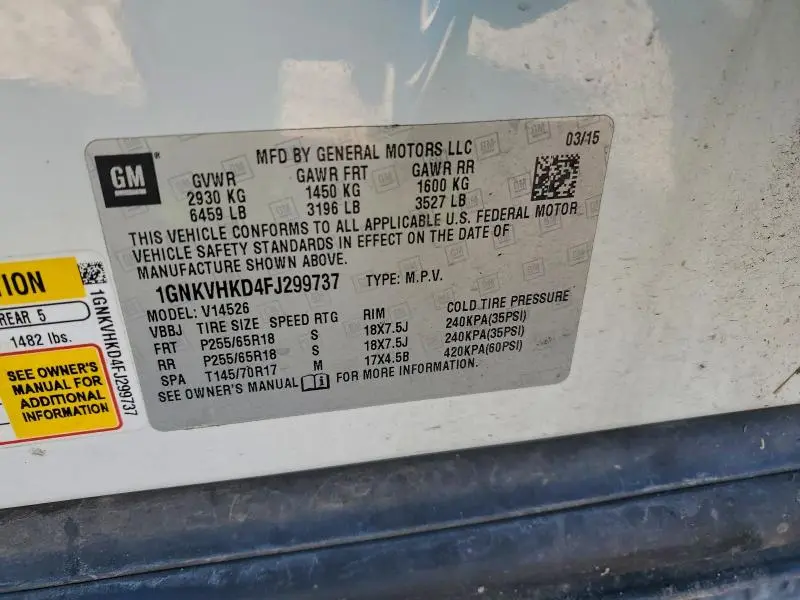 GM
MFD BY GENERAL MOTORS LLC
03/15
GVWR GAWR FRT GAWR RR
2930 KG 1450 KG 1600 KG
6459 LB 3196 LB 3527 LB
THIS VEHICLE CONFORMS TO ALL APPLICABLE U.S. FEDERAL MOTOR
VEHICLE SAFETY STANDARDS IN EFFECT ON THE DATE OF
MANUFACTURE SHOWN ABOVE.
1GNKVHKD4FJ299737 TYPE: M.P.V.
MODEL: V14526
VBBJ TIRE SIZE SPEED RTG RIM COLD TIRE PRESSURE
FRT P255/65R18 S 18X7.5J 240KPA(35PSI)
RR P255/65R18 S 18X7.5J 240KPA(35PSI)
SPA T145/70R17 M 17X4.5B 420KPA(60PSI)
SEE OWNER'S MANUAL FOR MORE INFORMATION.
REAR 5
1482 lbs.
SEE OWNER'S
MANUAL FOR
ADDITIONAL
INFORMATION
1GNKVHKD4FJ299737